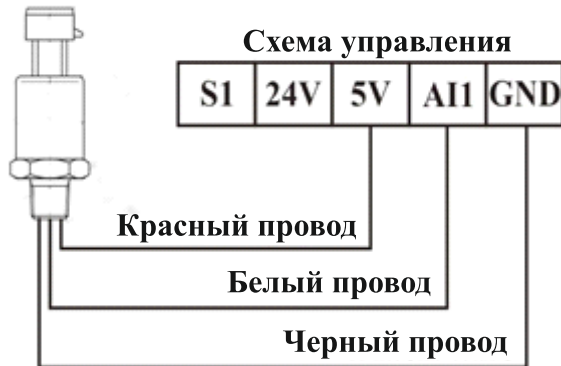 Схема управления
S1 24V 5V AI1 GND
Красный провод
Белый провод
Черный провод